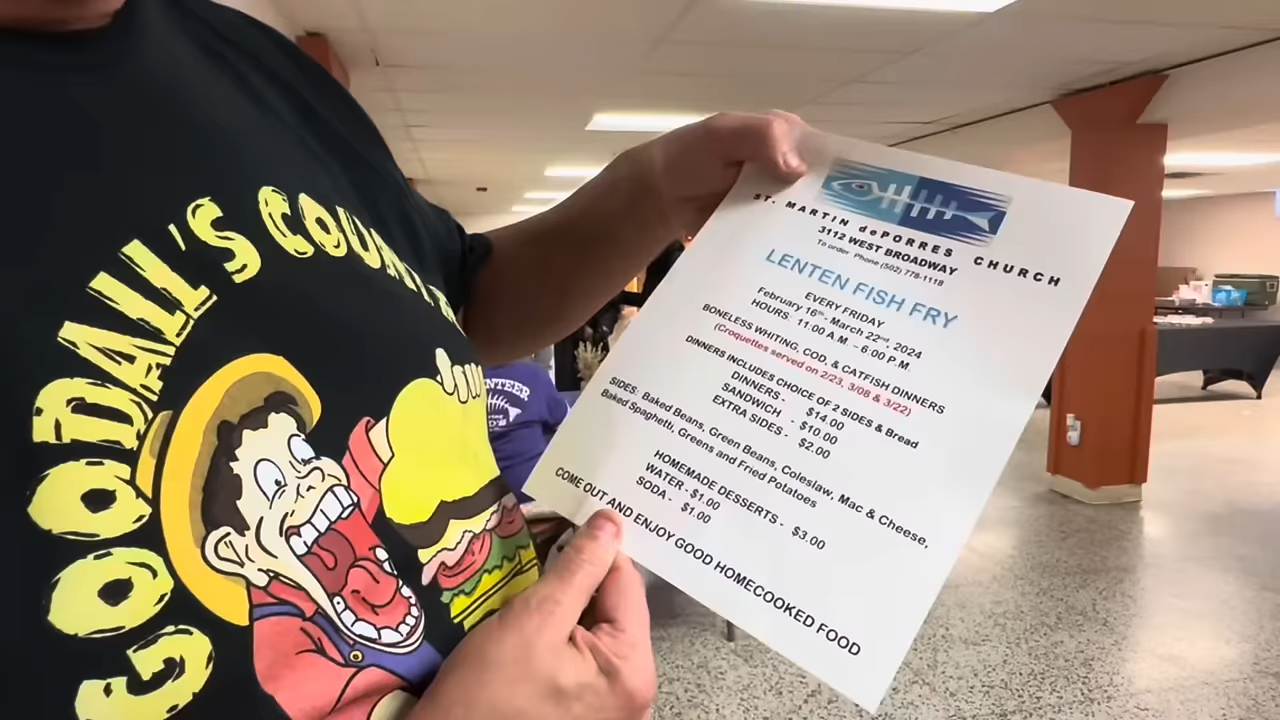 GOODALL'S COUNT
UNTEER
ST. MARTIN dePORRES CHURCH
3112 WEST BROADWAY
To order Phone (502) 778-1118
LENTEN FISH FRY
EVERY FRIDAY
February 16th- March 22nd, 2024
HOURS: 11:00 A.M. – 6:00 P.M.
BONELESS WHITING, COD, & CATFISH DINNERS
(Croquettes served on 2/23, 3/08 & 3/22)
DINNERS INCLUDES CHOICE OF 2 SIDES & Bread
DINNERS - $14.00
SANDWICH - $10.00
EXTRA SIDES - $2.00
SIDES: Baked Beans, Green Beans, Coleslaw, Mac & Cheese,
Baked Spaghetti, Greens and Fried Potatoes
HOMEMADE DESSERTS - $3.00
WATER - $1.00
SODA - $1.00
COME OUT AND ENJOY GOOD HOMECOOKED FOOD